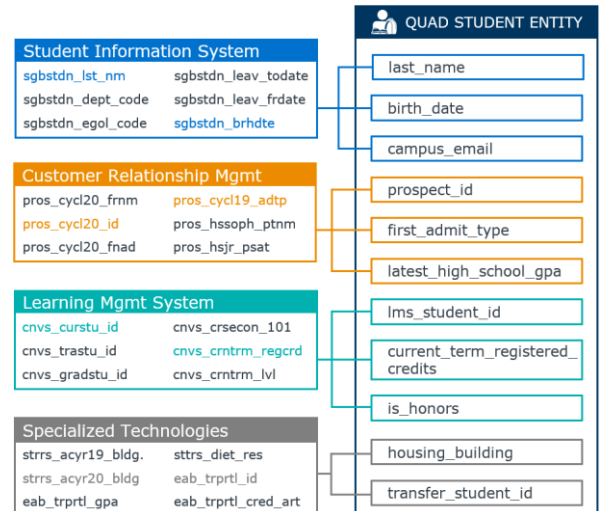 QUAD STUDENT ENTITY
Student Information System
sgbstdn_lst_nm sgbstdn_leav_todate
sgbstdn_dept_code sgbstdn_leav_frdate
sgbstdn_egol_code sgbstdn_brhdte
last_name
birth_date
campus_email
Customer Relationship Mgmt
pros_cycl20_frnm pros_cycl19_adtp
pros_cycl20_id pros_hssoph_ptnm
pros_cycl20_fnad pros_hsjr_psat
prospect_id
first_admit_type
latest_high_school_gpa
Learning Mgmt System
cnvs_curstu_id cnvs_crsecon_101
cnvs_trastu_id cnvs_crntrm_regcrd
cnvs_gradstu_id cnvs_crntrm_lvl
lms_student_id
current_term_registered_
credits
is_honors
Specialized Technologies
strrs_acyr19_bldg. sttrs_diet_res
strrs_acyr20_bldg eab_trprtl_id
eab_trprtl_gpa eab_trprtl_cred_art
housing_building
transfer_student_id